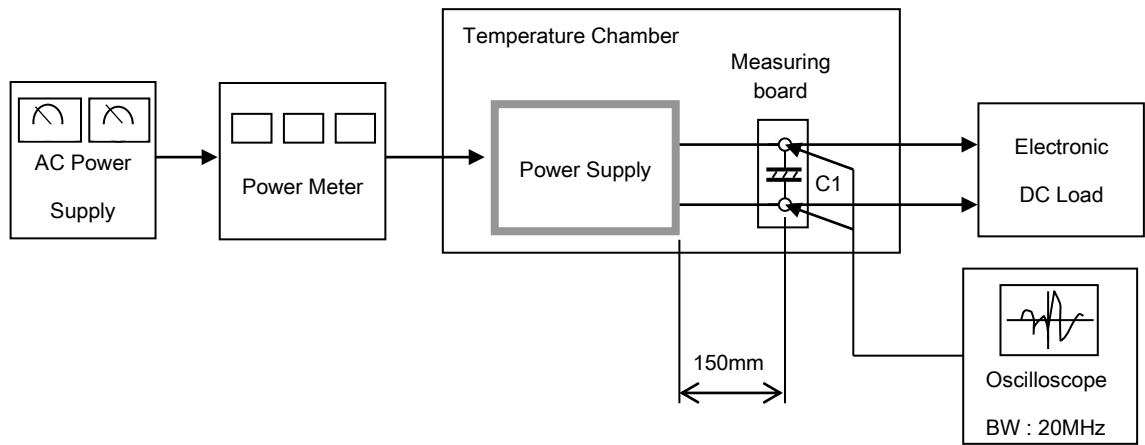 Temperature Chamber
Measuring
board
AC Power
Supply
Power Meter
Power Supply
C1
Electronic
DC Load
150mm
Oscilloscope
BW : 20MHz